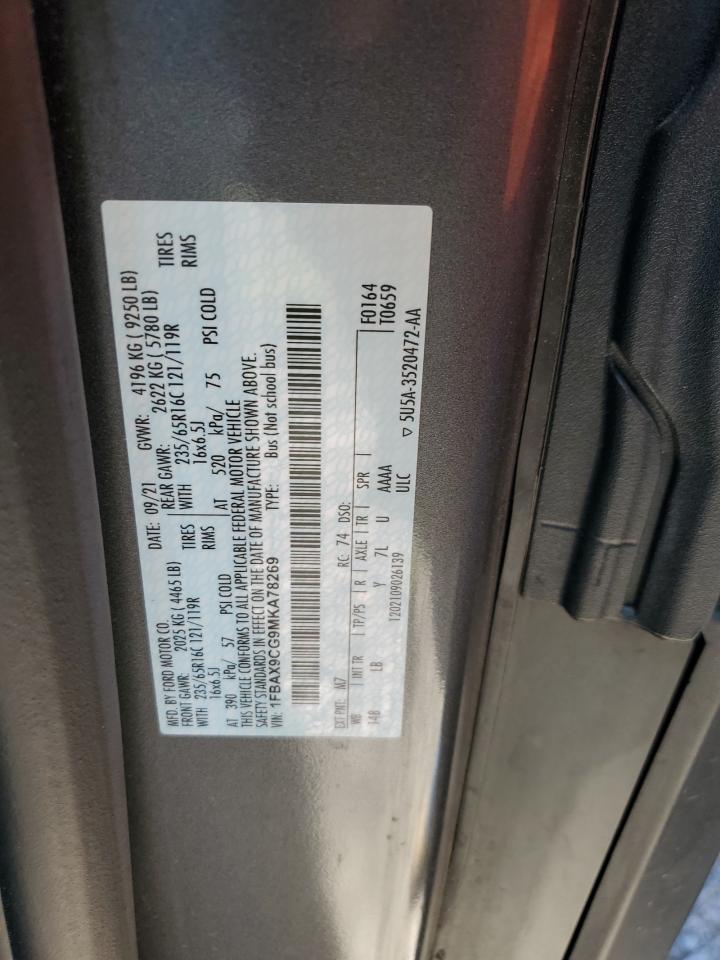 MFD. BY FORD MOTOR CO. DATE: 09/21 GVWR: 4196 KG ( 9250 LB)
FRONT GAWR: 2025 KG ( 4465 LB) REAR GAWR: 2622 KG ( 5780 LB)
WITH 235/65R16C 121/119R TIRES WITH 235/65R16C 121/119R TIRES
16x6.5J RIMS 16x6.5J RIMS
AT 390 kPa/ 57 PSI COLD AT 520 kPa/ 75 PSI COLD
THIS VEHICLE CONFORMS TO ALL APPLICABLE FEDERAL MOTOR VEHICLE
SAFETY STANDARDS IN EFFECT ON THE DATE OF MANUFACTURE SHOWN ABOVE.
VIN: 1FBAX9CG9MKA78269 TYPE: Bus (Not school bus)
EXT PNT: M7 RC: 74 DSO: F0164
WB INT TR TP/PS R AXLE TR SPR T0659
148 LB Y 7L U AAAA
1202109026139 ULC 5U5A-3520472-AA